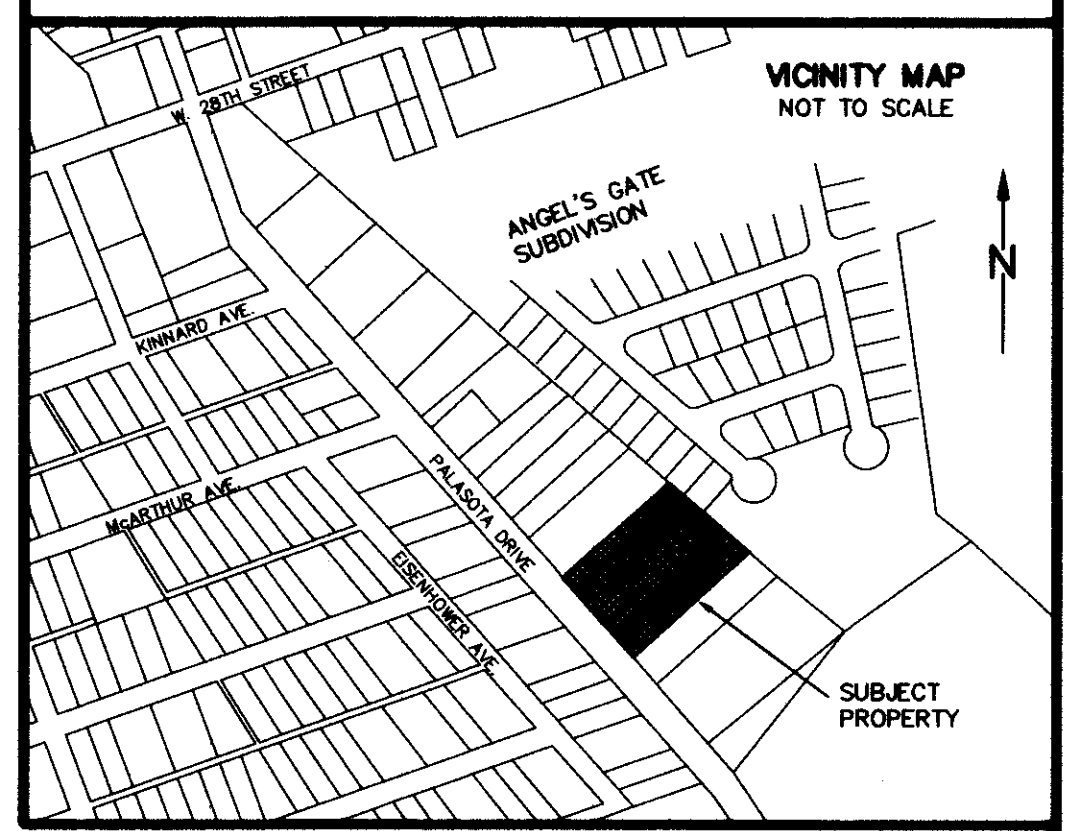 VICINITY MAP
NOT TO SCALE
W. 28TH STREET
ANGEL'S GATE
SUBDIVISION
N
KINNARD AVE.
McARTHUR AVE.
PALASOTA DRIVE
EISENHOWER AVE.
SUBJECT
PROPERTY